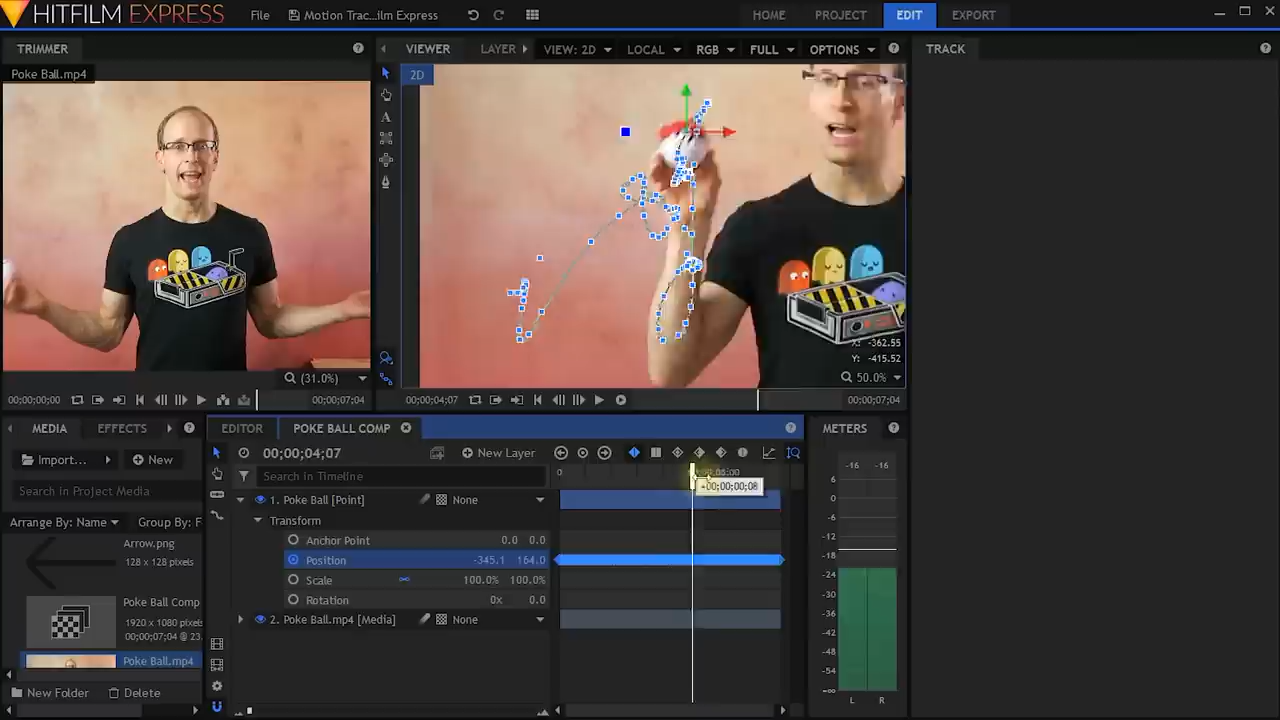 HITFILM EXPRESS
File
Motion Trac...ilm Express
HOME
PROJECT
EDIT
EXPORT
TRIMMER
VIEWER
LAYER
VIEW: 2D
LOCAL
RGB
FULL
OPTIONS
TRACK
Poke Ball.mp4
2D
X: -362.55
Y: -415.52
(31.0%)
50.0%
00;00;00;00
00;00;07;04
00;00;04;07
00;00;07;04
MEDIA
EFFECTS
EDITOR
POKE BALL COMP
METERS
Import...
New
00;00;04;07
New Layer
Search in Project Media
Search in Timeline
0
-00;00;00;08
Arrange By: Name
Group By: F
1. Poke Ball [Point]
None
Transform
Anchor Point
0.0 0.0
Position
-345.1 164.0
Scale
100.0% 100.0%
Rotation
0x 0.0
2. Poke Ball.mp4 [Media]
None
Arrow.png
128 x 128 pixels
Poke Ball Comp
1920 x 1080 pixels
00;00;07;04 @ 23.
Poke Ball.mp4
New Folder
Delete
-16 -16
6
0
-6
-12
-18
-24
-30
-36
-42
-48
-54
-∞
L
R